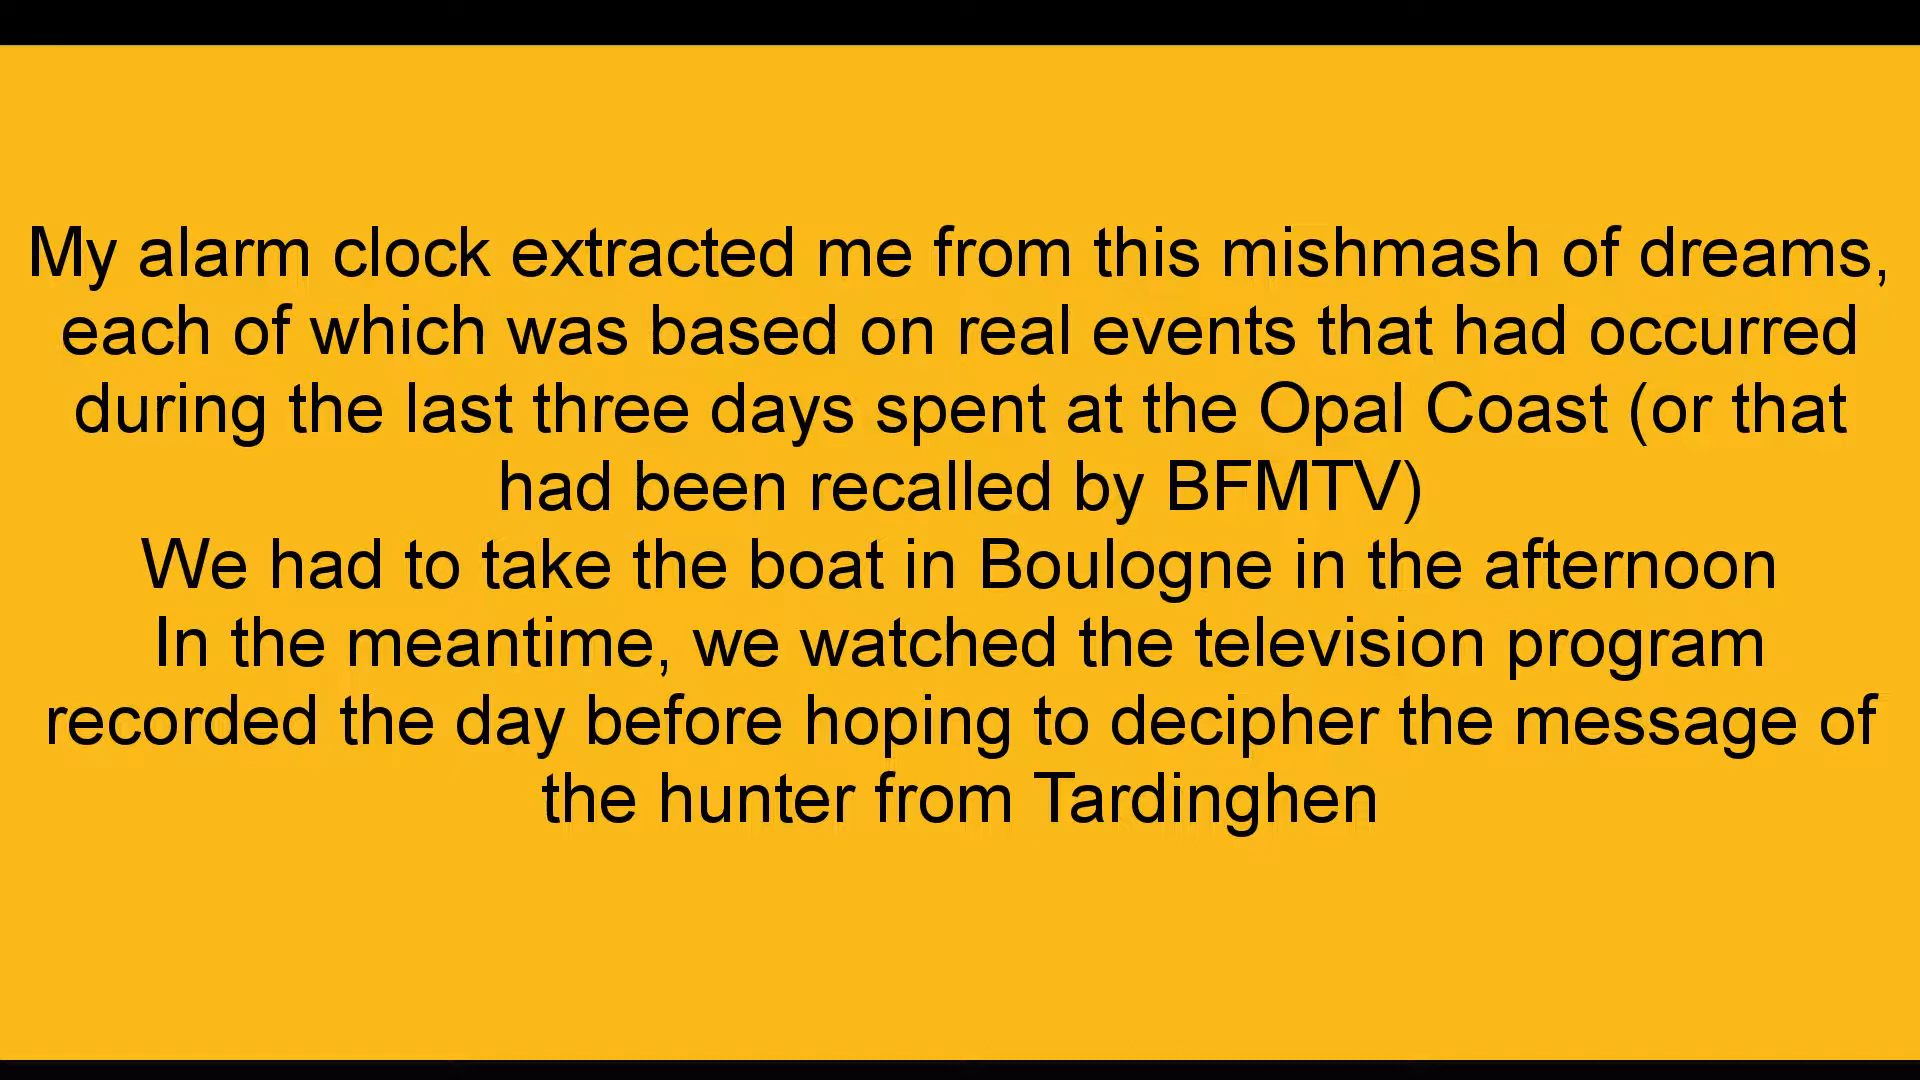 My alarm clock extracted me from this mishmash of dreams,
each of which was based on real events that had occurred
during the last three days spent at the Opal Coast (or that
had been recalled by BFMTV)
We had to take the boat in Boulogne in the afternoon
In the meantime, we watched the television program
recorded the day before hoping to decipher the message of
the hunter from Tardinghen